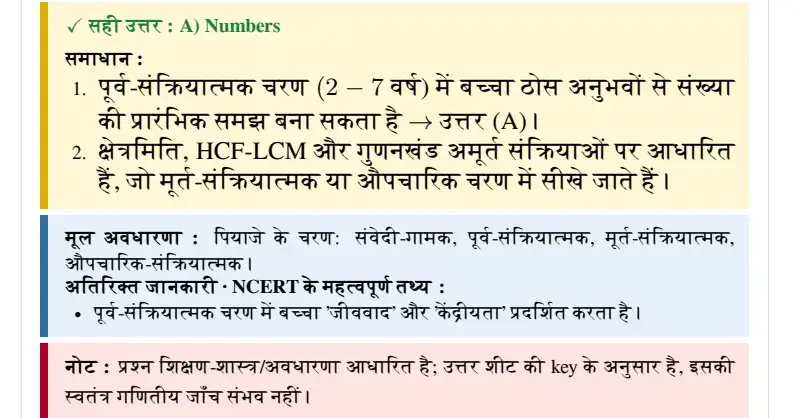 ✓ सही उत्तर : A) Numbers
समाधान :
1. पूर्व-संक्रियात्मक चरण (2 – 7 वर्ष) में बच्चा ठोस अनुभवों से संख्या
की प्रारंभिक समझ बना सकता है → उत्तर (A)।
2. क्षेत्रमिति, HCF-LCM और गुणनखंड अमूर्त संक्रियाओं पर आधारित
हैं, जो मूर्त-संक्रियात्मक या औपचारिक चरण में सीखे जाते हैं।
मूल अवधारणा : पियाजे के चरण: संवेदी-गामक, पूर्व-संक्रियात्मक, मूर्त-संक्रियात्मक,
औपचारिक-संक्रियात्मक।
अतिरिक्त जानकारी · NCERT के महत्वपूर्ण तथ्य :
• पूर्व-संक्रियात्मक चरण में बच्चा 'जीववाद' और 'केंद्रीयता' प्रदर्शित करता है।
नोट : प्रश्न शिक्षण-शास्त्र/अवधारणा आधारित है; उत्तर शीट की key के अनुसार है, इसकी
स्वतंत्र गणितीय जाँच संभव नहीं।